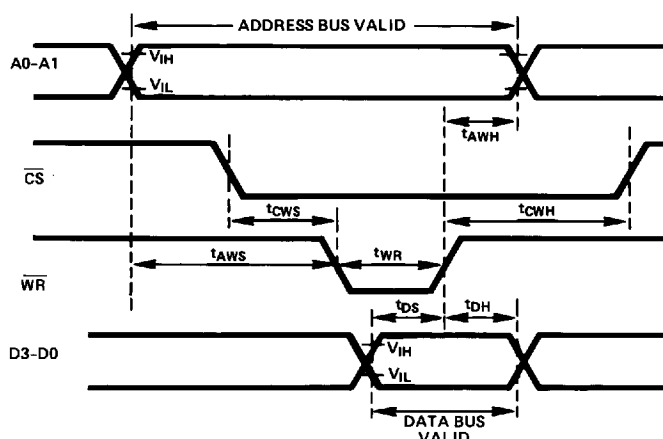 ADDRESS BUS VALID
A0-A1
VIH
VIL
tAWH
CS
tCWS
tCWH
tAWS
tWR
WR
tDS
tDH
D3-D0
VIH
VIL
DATA BUS
VALID